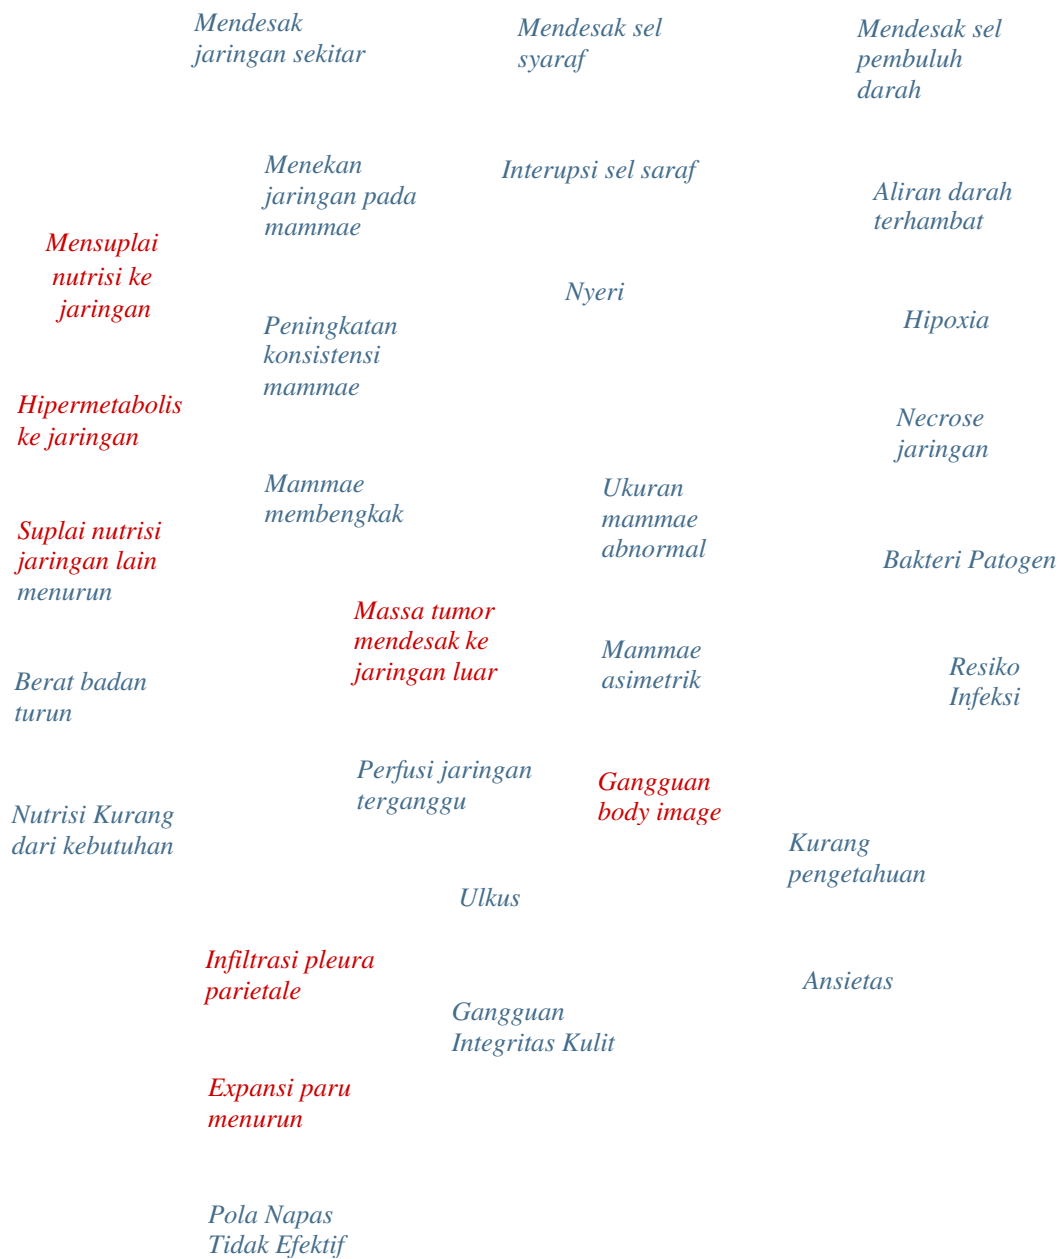 Mendesak
jaringan sekitar
Mendesak sel
syaraf
Mendesak sel
pembuluh
darah
Menekan
jaringan pada
mammae
Interupsi sel saraf
Aliran darah
terhambat
Mensuplai
nutrisi ke
jaringan
Nyeri
Hipoxia
Peningkatan
konsistensi
mammae
Hipermetabolis
ke jaringan
Necrose
jaringan
Mammae
membengkak
Ukuran
mammae
abnormal
Suplai nutrisi
jaringan lain
menurun
Bakteri Patogen
Massa tumor
mendesak ke
jaringan luar
Mammae
asimetrik
Resiko
Infeksi
Berat badan
turun
Perfusi jaringan
terganggu
Gangguan
body image
Nutrisi Kurang
dari kebutuhan
Kurang
pengetahuan
Ulkus
Infiltrasi pleura
parietale
Ansietas
Gangguan
Integritas Kulit
Expansi paru
menurun
Pola Napas
Tidak Efektif